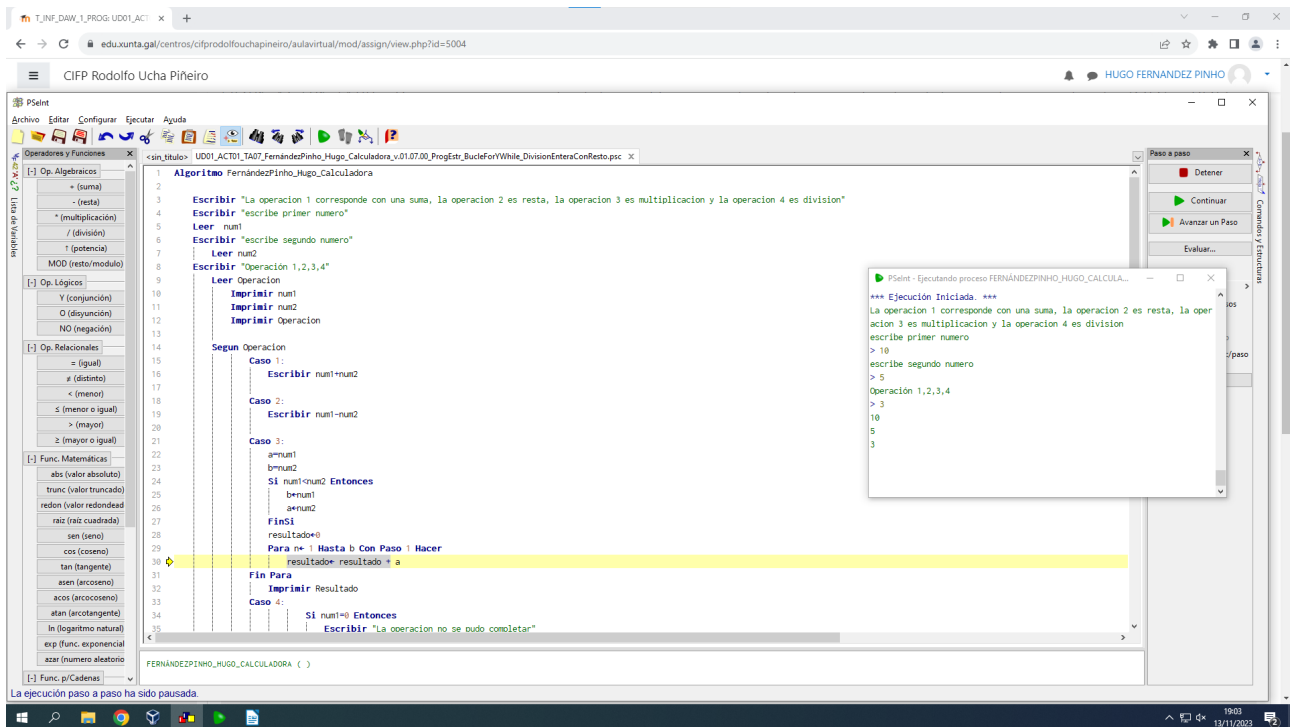 T_INF_DAW_1_PROG: UD01_ACT
edu.xunta.gal/centros/cifprodolfouchapineiro/aulavirtual/mod/assign/view.php?id=5004
CIFP Rodolfo Ucha Piñeiro
HUGO FERNANDEZ PINHO
PSeInt
Archivo Editar Configurar Ejecutar Ayuda
Operadores y Funciones
<sin_titulo> UD01_ACT01_TA07_FernándezPinho_Hugo_Calculadora_v.01.07.00_ProgEstr_BucleForYWhile_DivisionEnteraConResto.psc
Paso a paso
Lista de Variables
[-] Op. Algebraicos
+ (suma)
- (resta)
* (multiplicación)
/ (división)
↑ (potencia)
MOD (resto/modulo)
[-] Op. Lógicos
Y (conjunción)
O (disyunción)
NO (negación)
[-] Op. Relacionales
= (igual)
≠ (distinto)
< (menor)
≤ (menor o igual)
> (mayor)
≥ (mayor o igual)
[-] Func. Matemáticas
abs (valor absoluto)
trunc (valor truncado)
redon (valor redondead
raiz (raíz cuadrada)
sen (seno)
cos (coseno)
tan (tangente)
asen (arcoseno)
acos (arcocoseno)
atan (arcotangente)
ln (logaritmo natural)
exp (func. exponencial
azar (numero aleatorio
[-] Func. p/Cadenas
1 Algoritmo FernándezPinho_Hugo_Calculadora
2
3 Escribir "La operacion 1 corresponde con una suma, la operacion 2 es resta, la operacion 3 es multiplicacion y la operacion 4 es division"
4 Escribir "escribe primer numero"
5 Leer num1
6 Escribir "escribe segundo numero"
7 Leer num2
8 Escribir "Operación 1,2,3,4"
9 Leer Operacion
10 Imprimir num1
11 Imprimir num2
12 Imprimir Operacion
13
14 Segun Operacion
15 Caso 1:
16 Escribir num1+num2
17
18 Caso 2:
19 Escribir num1-num2
20
21 Caso 3:
22 a=num1
23 b=num2
24 Si num1<num2 Entonces
25 b←num1
26 a←num2
27 FinSi
28 resultado←0
29 Para n← 1 Hasta b Con Paso 1 Hacer
30 resultado← resultado + a
31 Fin Para
32 Imprimir Resultado
33 Caso 4:
34 Si num1=0 Entonces
35 Escribir "La operacion no se pudo completar"
FERNÁNDEZPINHO_HUGO_CALCULADORA ( )
Detener
Continuar
Avanzar un Paso
Evaluar...
sos
:/paso
Comandos y Estructuras
PSeInt - Ejecutando proceso FERNÁNDEZPINHO_HUGO_CALCULA...
*** Ejecución Iniciada. ***
La operacion 1 corresponde con una suma, la operacion 2 es resta, la oper
acion 3 es multiplicacion y la operacion 4 es division
escribe primer numero
> 10
escribe segundo numero
> 5
Operación 1,2,3,4
> 3
10
5
3
La ejecución paso a paso ha sido pausada.
19:03
13/11/2023